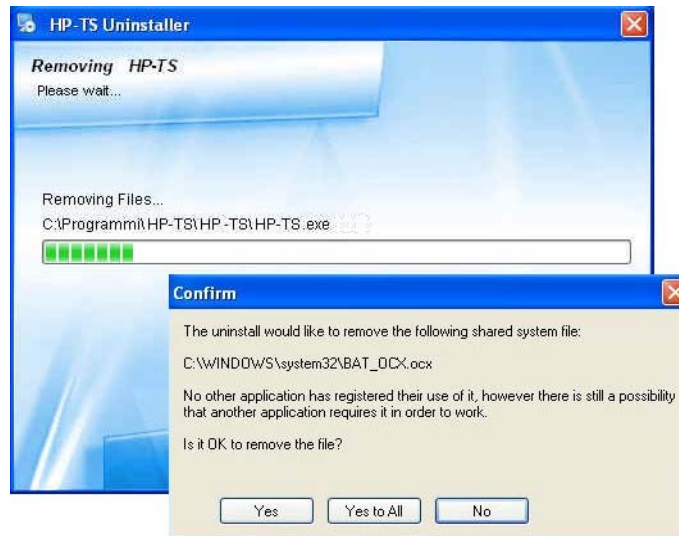 HP-TS Uninstaller
Removing HP-TS
Please wait...
Removing Files...
C:\Programmi\HP-TS\HP-TS\HP-TS.exe
Confirm
The uninstall would like to remove the following shared system file:
C:\WINDOWS\system32\BAT_OCX.ocx
No other application has registered their use of it, however there is still a possibility
that another application requires it in order to work.
Is it OK to remove the file?
Yes
Yes to All
No